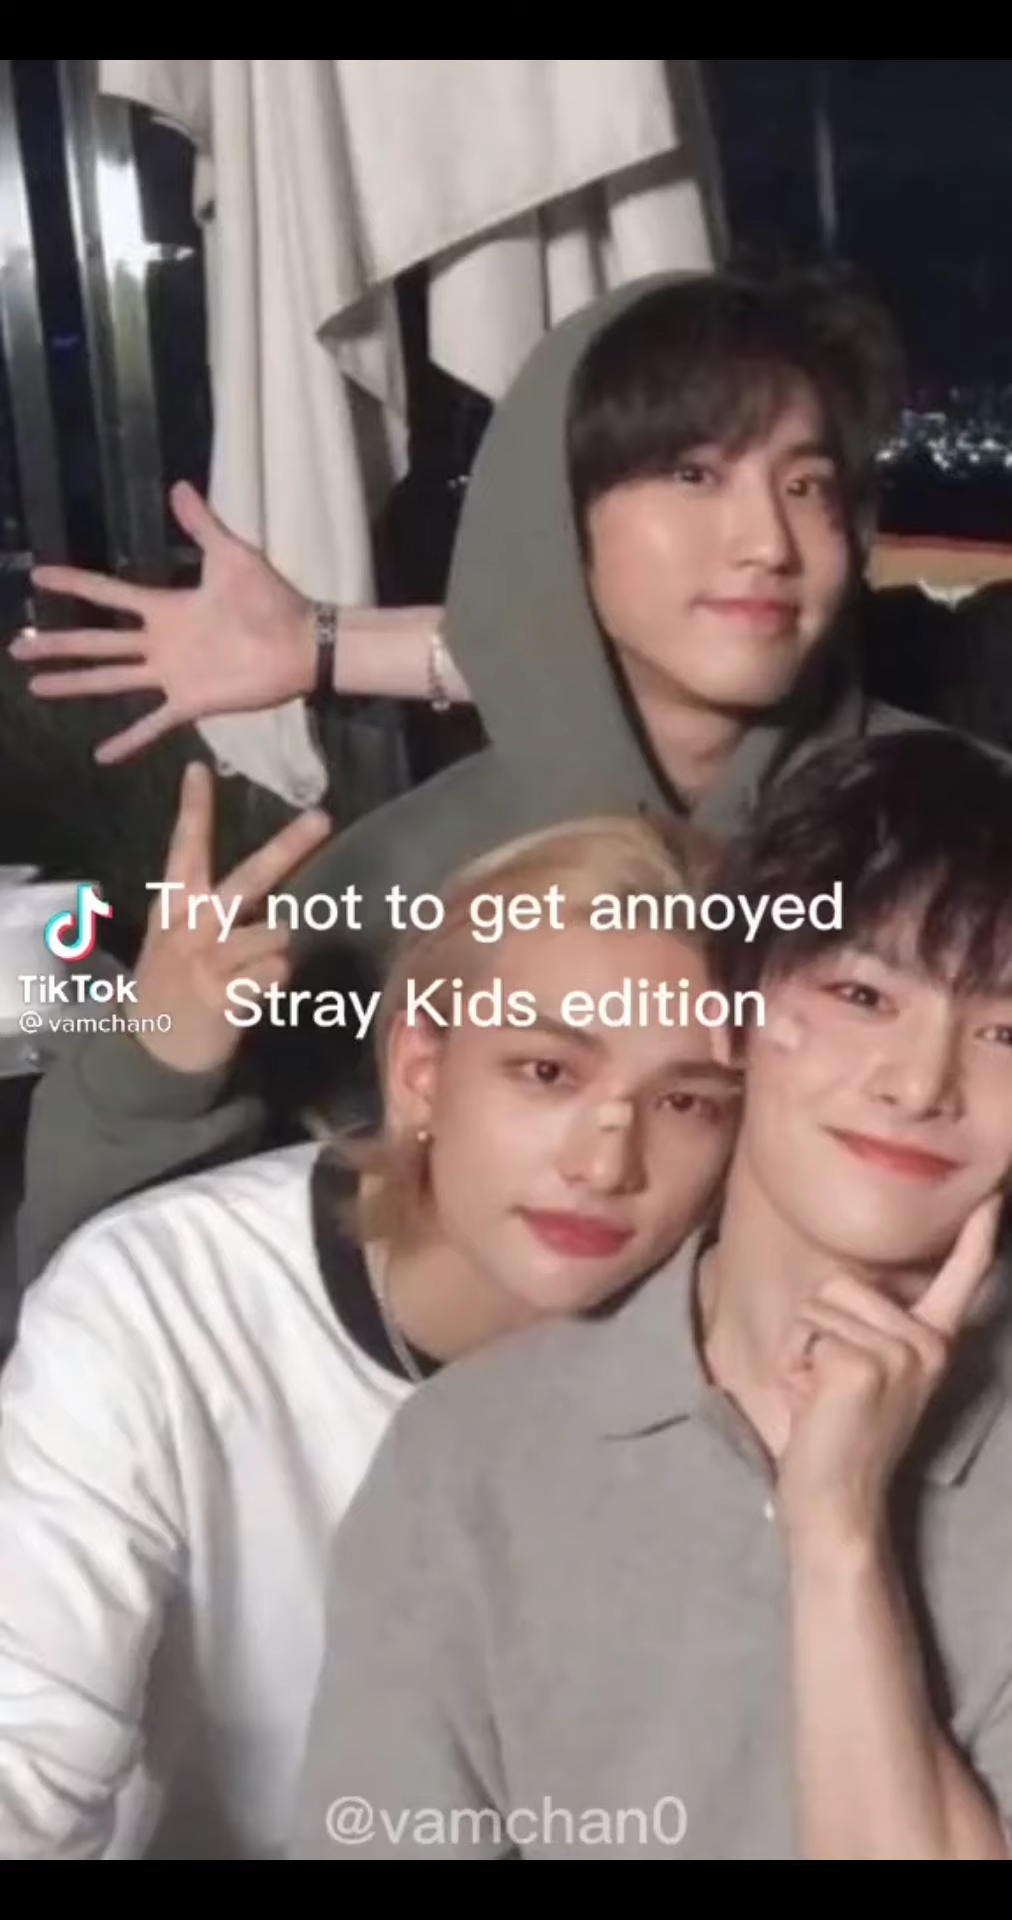 Try not to get annoyed
Stray Kids edition
TikTok
@vamchan0
@vamchan0